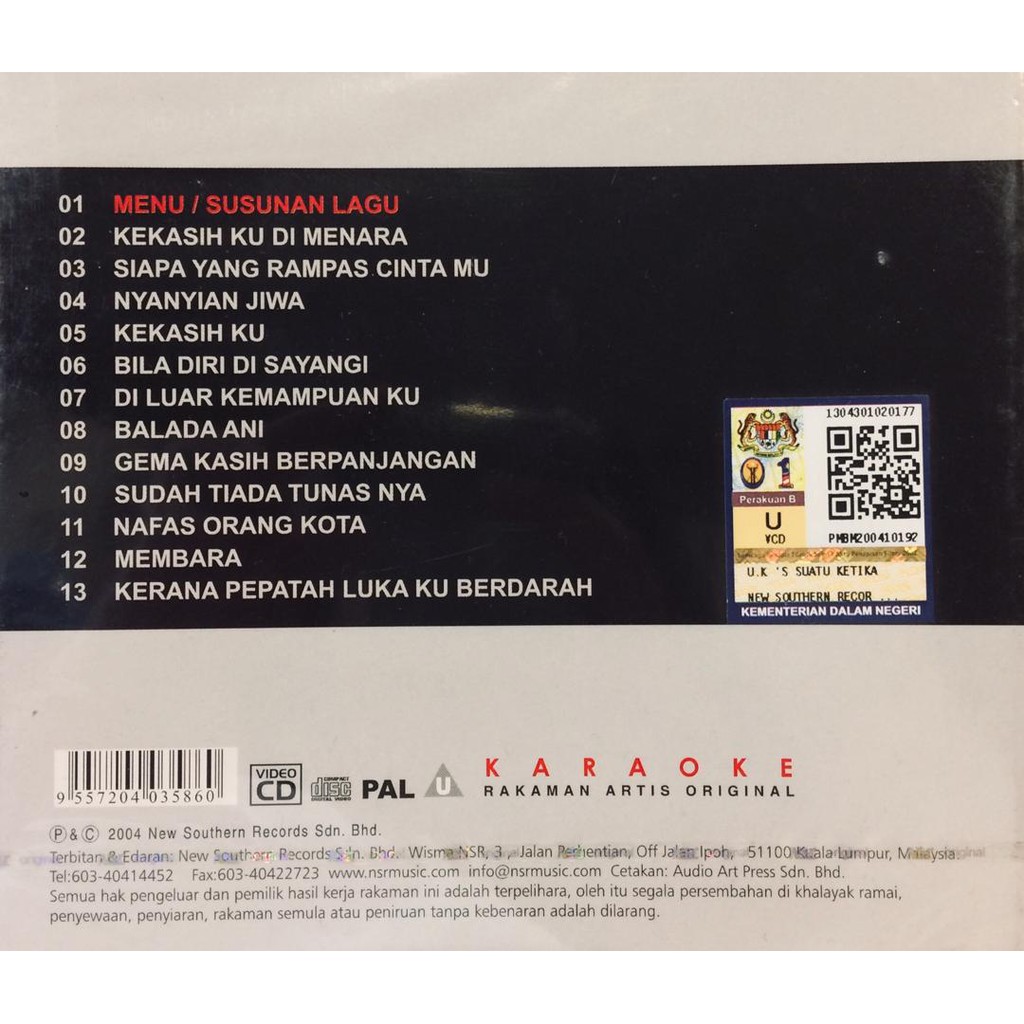 01 MENU / SUSUNAN LAGU
02 KEKASIH KU DI MENARA
03 SIAPA YANG RAMPAS CINTA MU
04 NYANYIAN JIWA
05 KEKASIH KU
06 BILA DIRI DI SAYANGI
07 DI LUAR KEMAMPUAN KU
08 BALADA ANI
09 GEMA KASIH BERPANJANGAN
10 SUDAH TIADA TUNAS NYA
11 NAFAS ORANG KOTA
12 MEMBARA
13 KERANA PEPATAH LUKA KU BERDARAH
1304301020177
01
Perakuan B
U
VCD
PMBM200410192
U.K 'S SUATU KETIKA
NEW SOUTHERN RECOR ...
KEMENTERIAN DALAM NEGERI
9 557204 035860
VIDEO CD
COMPACT disc DIGITAL VIDEO
PAL
U
KARAOKE
RAKAMAN ARTIS ORIGINAL
Ⓟ & © 2004 New Southern Records Sdn. Bhd.
Terbitan & Edaran: New Southern Records Sdn. Bhd. Wisma NSR, 3, Jalan Perhentian, Off Jalan Ipoh, 51100 Kuala Lumpur, Malaysia.
Tel:603-40414452 Fax:603-40422723 www.nsrmusic.com info@nsrmusic.com Cetakan: Audio Art Press Sdn. Bhd.
Semua hak pengeluar dan pemilik hasil kerja rakaman ini adalah terpelihara, oleh itu segala persembahan di khalayak ramai,
penyewaan, penyiaran, rakaman semula atau peniruan tanpa kebenaran adalah dilarang.